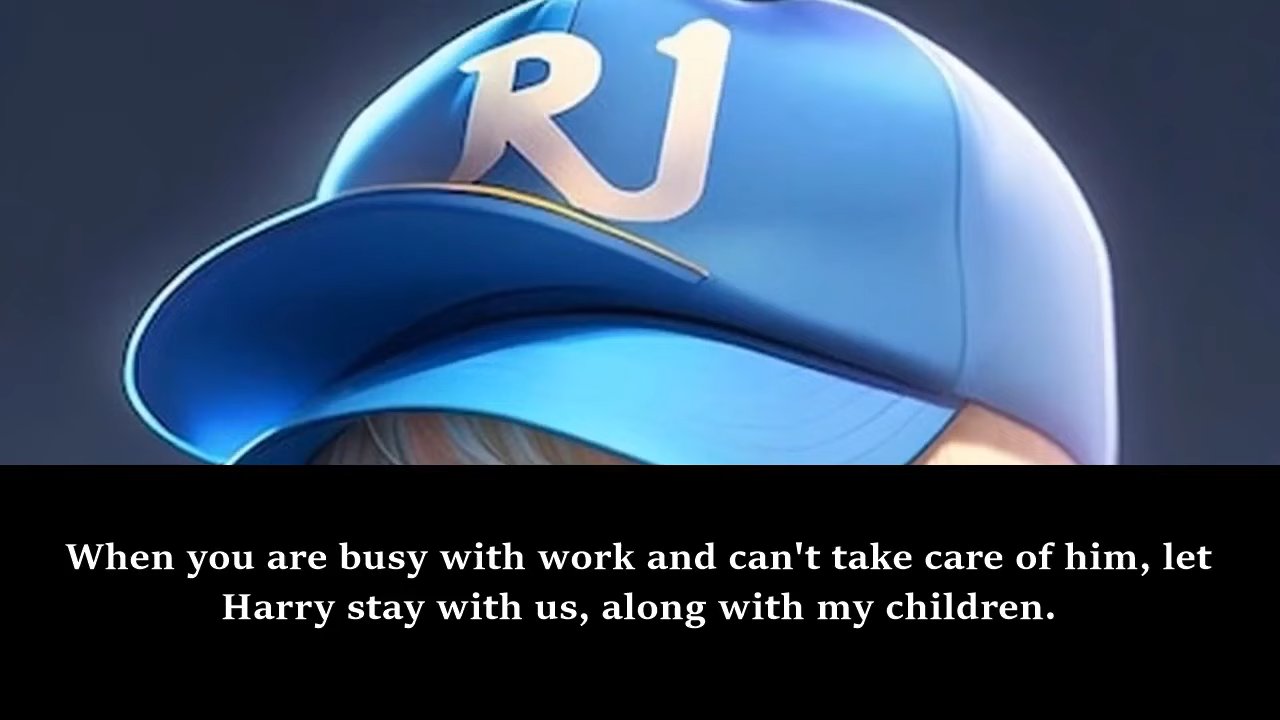 RJ
When you are busy with work and can't take care of him, let
Harry stay with us, along with my children.